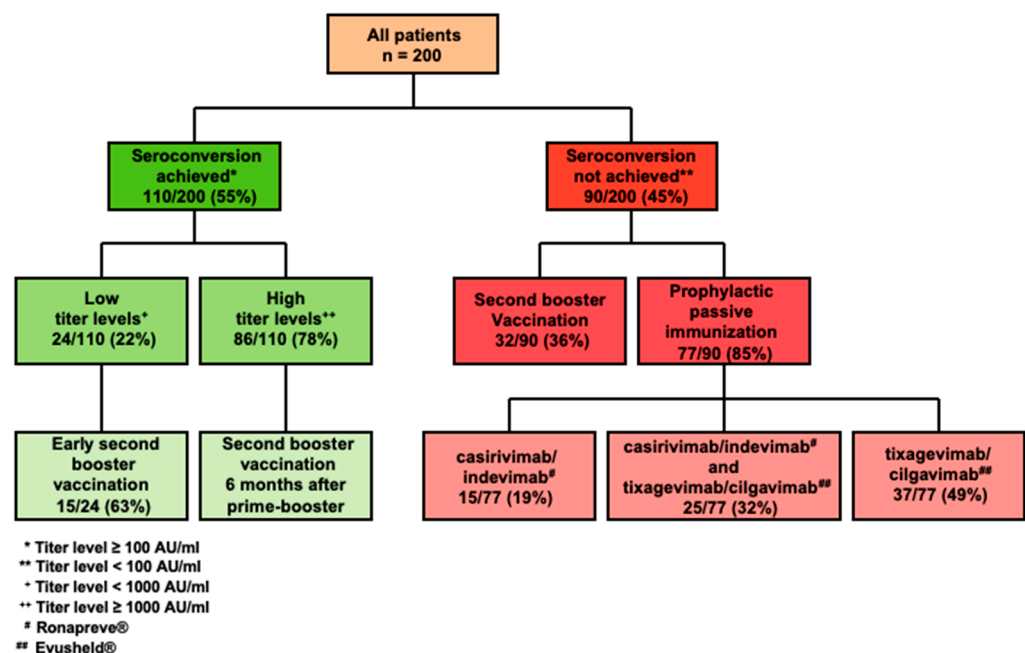 All patients
n = 200
Seroconversion
achieved*
110/200 (55%)
Seroconversion
not achieved**
90/200 (45%)
Low
titer levels⁺
24/110 (22%)
High
titer levels⁺⁺
86/110 (78%)
Second booster
Vaccination
32/90 (36%)
Prophylactic
passive
immunization
77/90 (85%)
Early second
booster
vaccination
15/24 (63%)
Second booster
vaccination
6 months after
prime-booster
casirivimab/
indevimab#
15/77 (19%)
casirivimab/indevimab#
and
tixagevimab/cilgavimab##
25/77 (32%)
tixagevimab/
cilgavimab##
37/77 (49%)
* Titer level ≥ 100 AU/ml
** Titer level < 100 AU/ml
⁺ Titer level < 1000 AU/ml
⁺⁺ Titer level ≥ 1000 AU/ml
# Ronapreve®
## Evusheld®